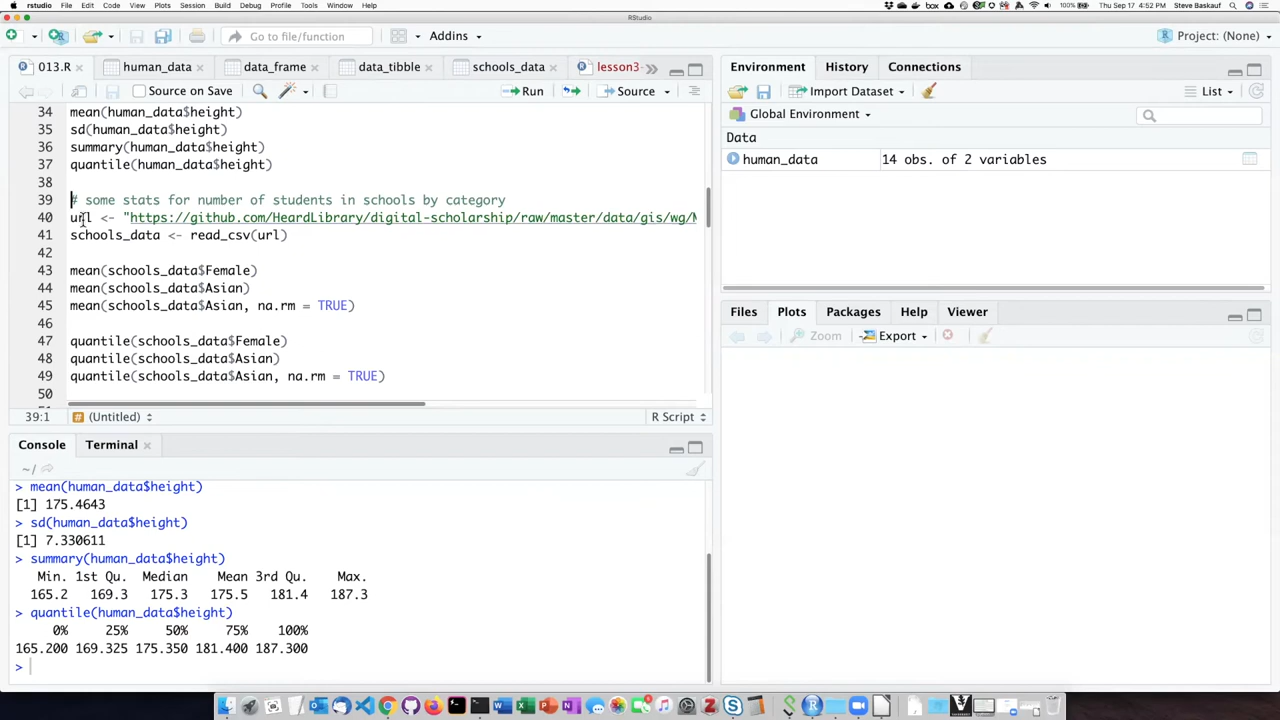 rstudio File Edit Code View Plots Session Build Debug Profile Tools Window Help box 100% Thu Sep 17 4:52 PM Steve Baskauf
RStudio
Go to file/function Addins Project: (None)
013.R human_data data_frame data_tibble schools_data lesson3-
Source on Save Run Source
34 mean(human_data$height)
35 sd(human_data$height)
36 summary(human_data$height)
37 quantile(human_data$height)
38
39 # some stats for number of students in schools by category
40 url <- "https://github.com/HeardLibrary/digital-scholarship/raw/master/data/gis/wg/
41 schools_data <- read_csv(url)
42
43 mean(schools_data$Female)
44 mean(schools_data$Asian)
45 mean(schools_data$Asian, na.rm = TRUE)
46
47 quantile(schools_data$Female)
48 quantile(schools_data$Asian)
49 quantile(schools_data$Asian, na.rm = TRUE)
50
39:1 (Untitled) R Script
Console Terminal
~/
> mean(human_data$height)
[1] 175.4643
> sd(human_data$height)
[1] 7.330611
> summary(human_data$height)
Min. 1st Qu. Median Mean 3rd Qu. Max.
165.2 169.3 175.3 175.5 181.4 187.3
> quantile(human_data$height)
0% 25% 50% 75% 100%
165.200 169.325 175.350 181.400 187.300
>
Environment History Connections
Import Dataset List
Global Environment
Data
human_data 14 obs. of 2 variables
Files Plots Packages Help Viewer
Zoom Export